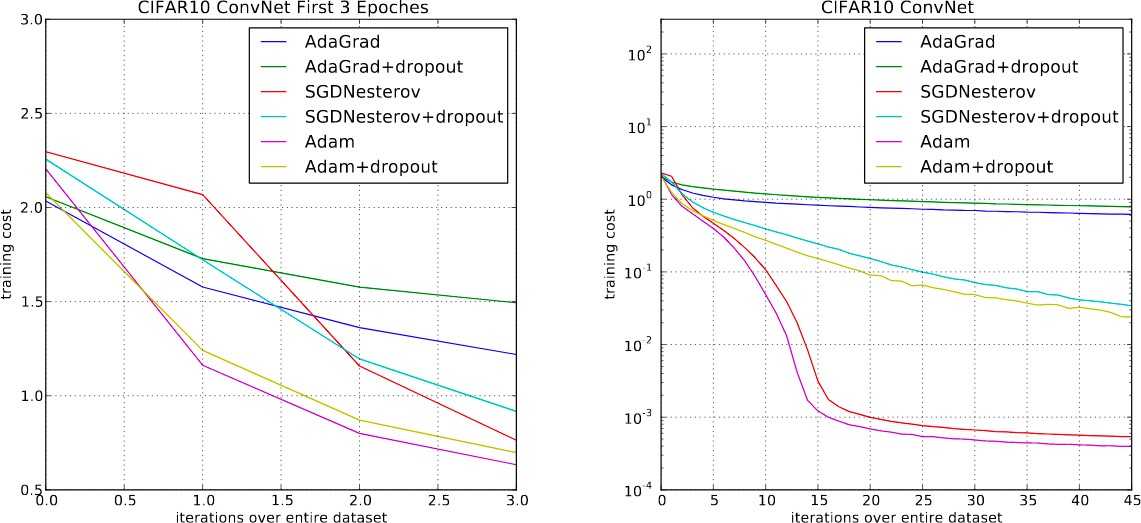 CIFAR10 ConvNet First 3 Epoches
3.0
2.5
2.0
1.5
1.0
0.5
training cost
AdaGrad
AdaGrad+dropout
SGDNesterov
SGDNesterov+dropout
Adam
Adam+dropout
0.0 0.5 1.0 1.5 2.0 2.5 3.0
iterations over entire dataset
CIFAR10 ConvNet
10²
10¹
10⁰
10⁻¹
10⁻²
10⁻³
10⁻⁴
training cost
AdaGrad
AdaGrad+dropout
SGDNesterov
SGDNesterov+dropout
Adam
Adam+dropout
0 5 10 15 20 25 30 35 40 45
iterations over entire dataset